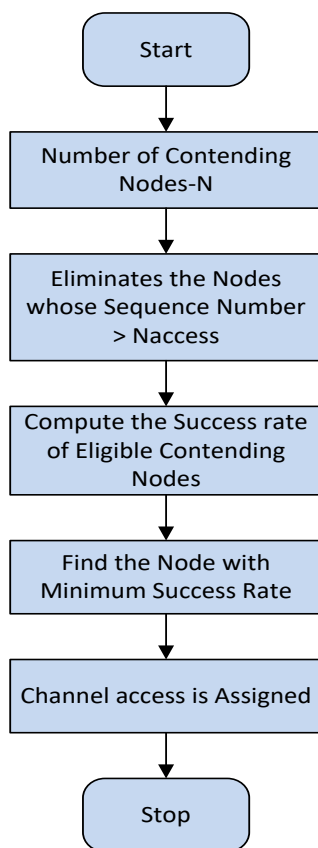 Start
Number of Contending
Nodes-N
Eliminates the Nodes
whose Sequence Number
> Naccess
Compute the Success rate
of Eligible Contending
Nodes
Find the Node with
Minimum Success Rate
Channel access is Assigned
Stop